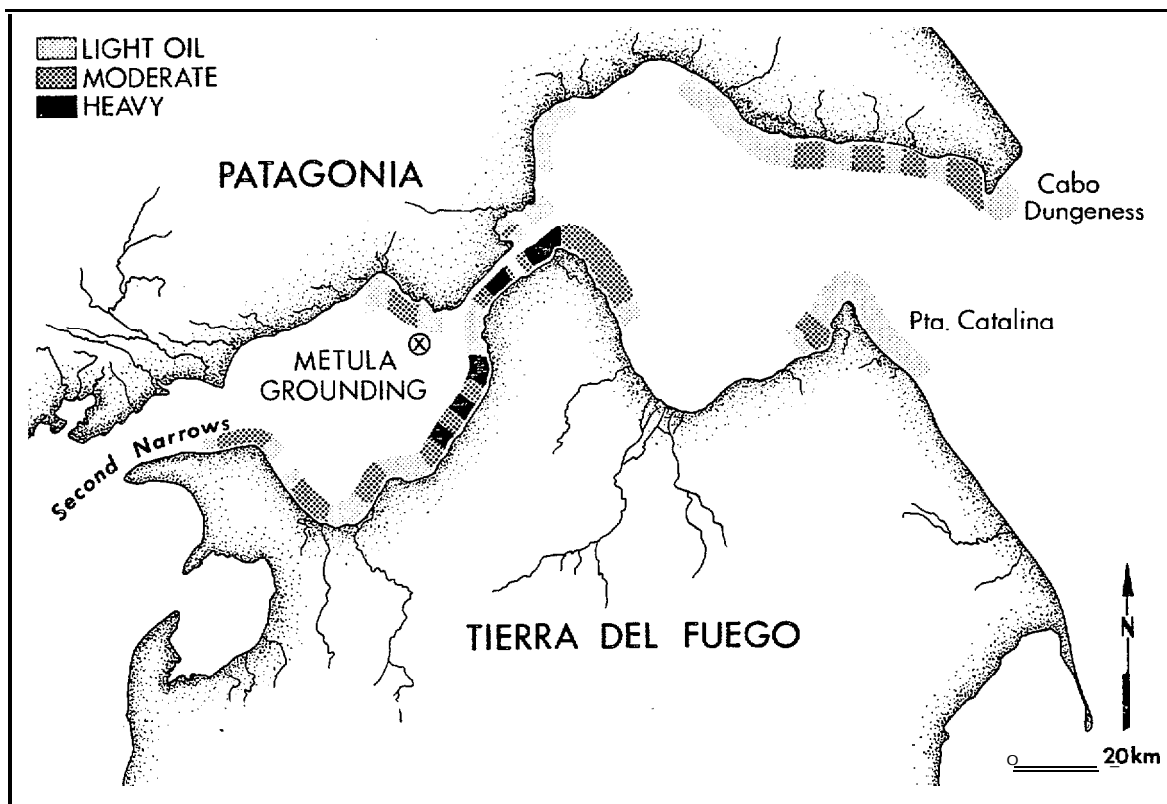 LIGHT OIL
MODERATE
HEAVY
PATAGONIA
Cabo
Dungeness
Pta. Catalina
METULA
GROUNDING
Second Narrows
TIERRA DEL FUEGO
N
0 20km